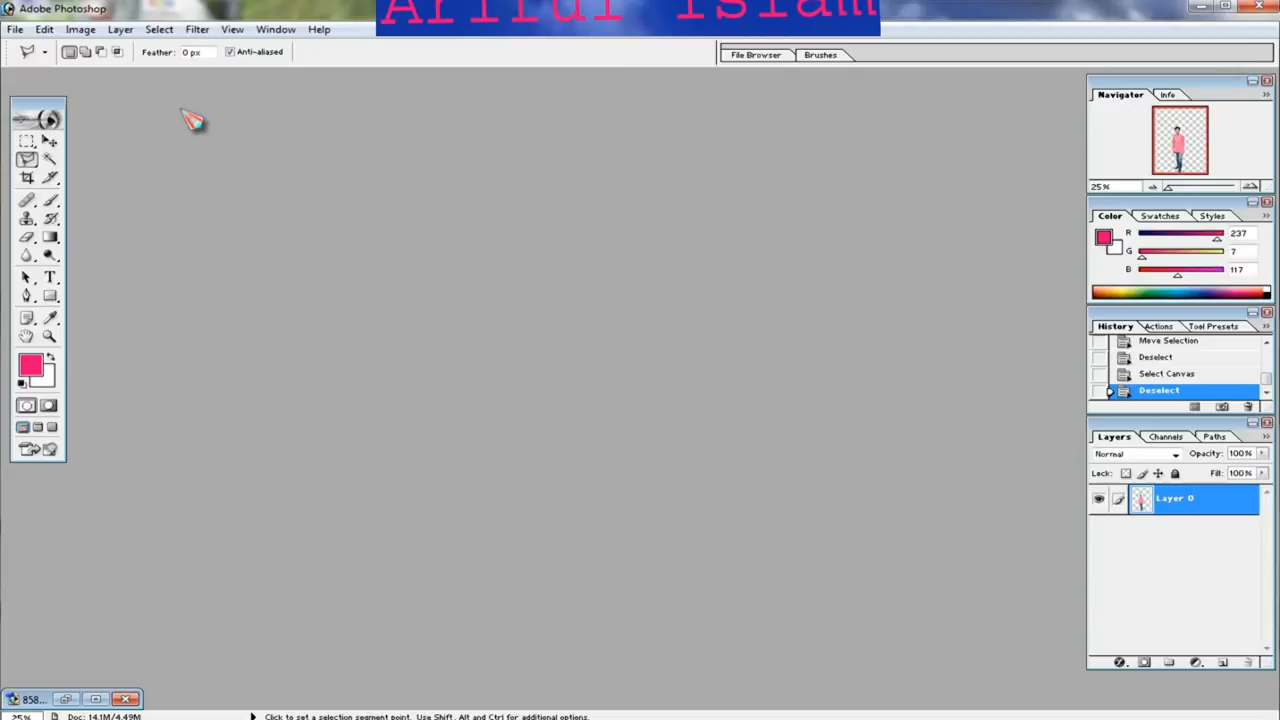 Adobe Photoshop
Ariful Islam
File Edit Image Layer Select Filter View Window Help
Feather: 0 px Anti-aliased
File Browser Brushes
Navigator Info
25%
Color Swatches Styles
R 237
G 7
B 117
History Actions Tool Presets
Move Selection
Deselect
Select Canvas
Deselect
Layers Channels Paths
Normal Opacity: 100%
Lock: Fill: 100%
Layer 0
858...
25% Doc: 14.1M/4.49M Click to set a selection segment point. Use Shift, Alt and Ctrl for additional options.